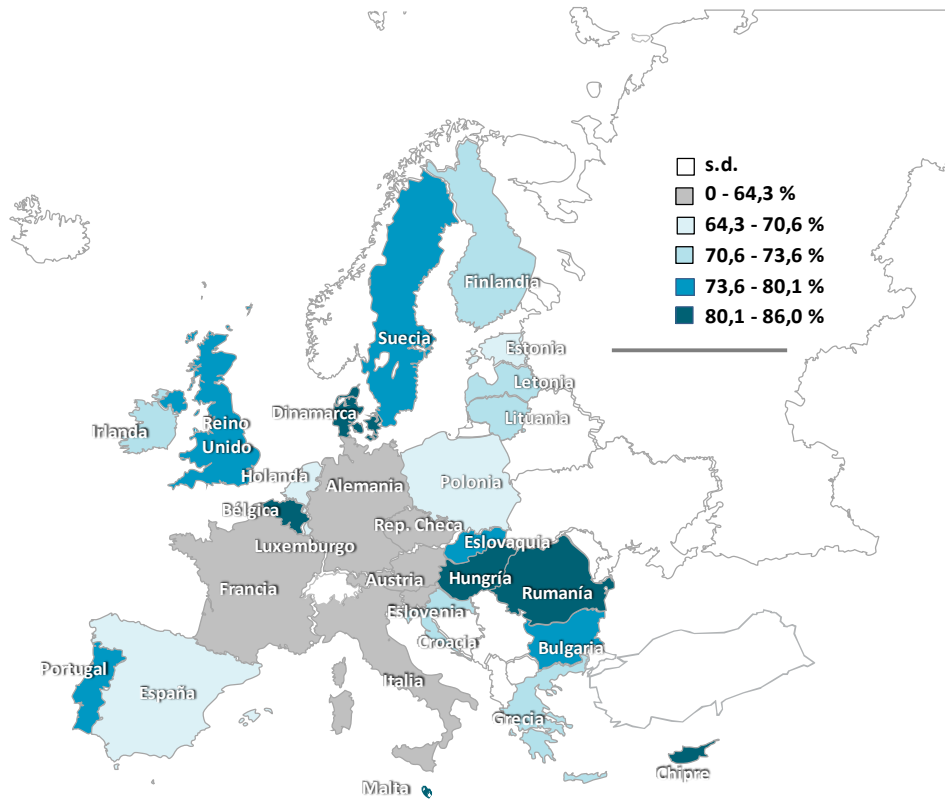 s.d.
0 - 64,3 %
64,3 - 70,6 %
70,6 - 73,6 %
73,6 - 80,1 %
80,1 - 86,0 %
Finlandia
Suecia
Estonia
Letonia
Lituania
Dinamarca
Irlanda
Reino
Unido
Holanda
Alemania
Polonia
Bélgica
Rep. Checa
Luxemburgo
Eslovaquia
Francia
Austria
Hungría
Rumanía
Eslovenia
Croacia
Bulgaria
Portugal
España
Italia
Grecia
Chipre
Malta